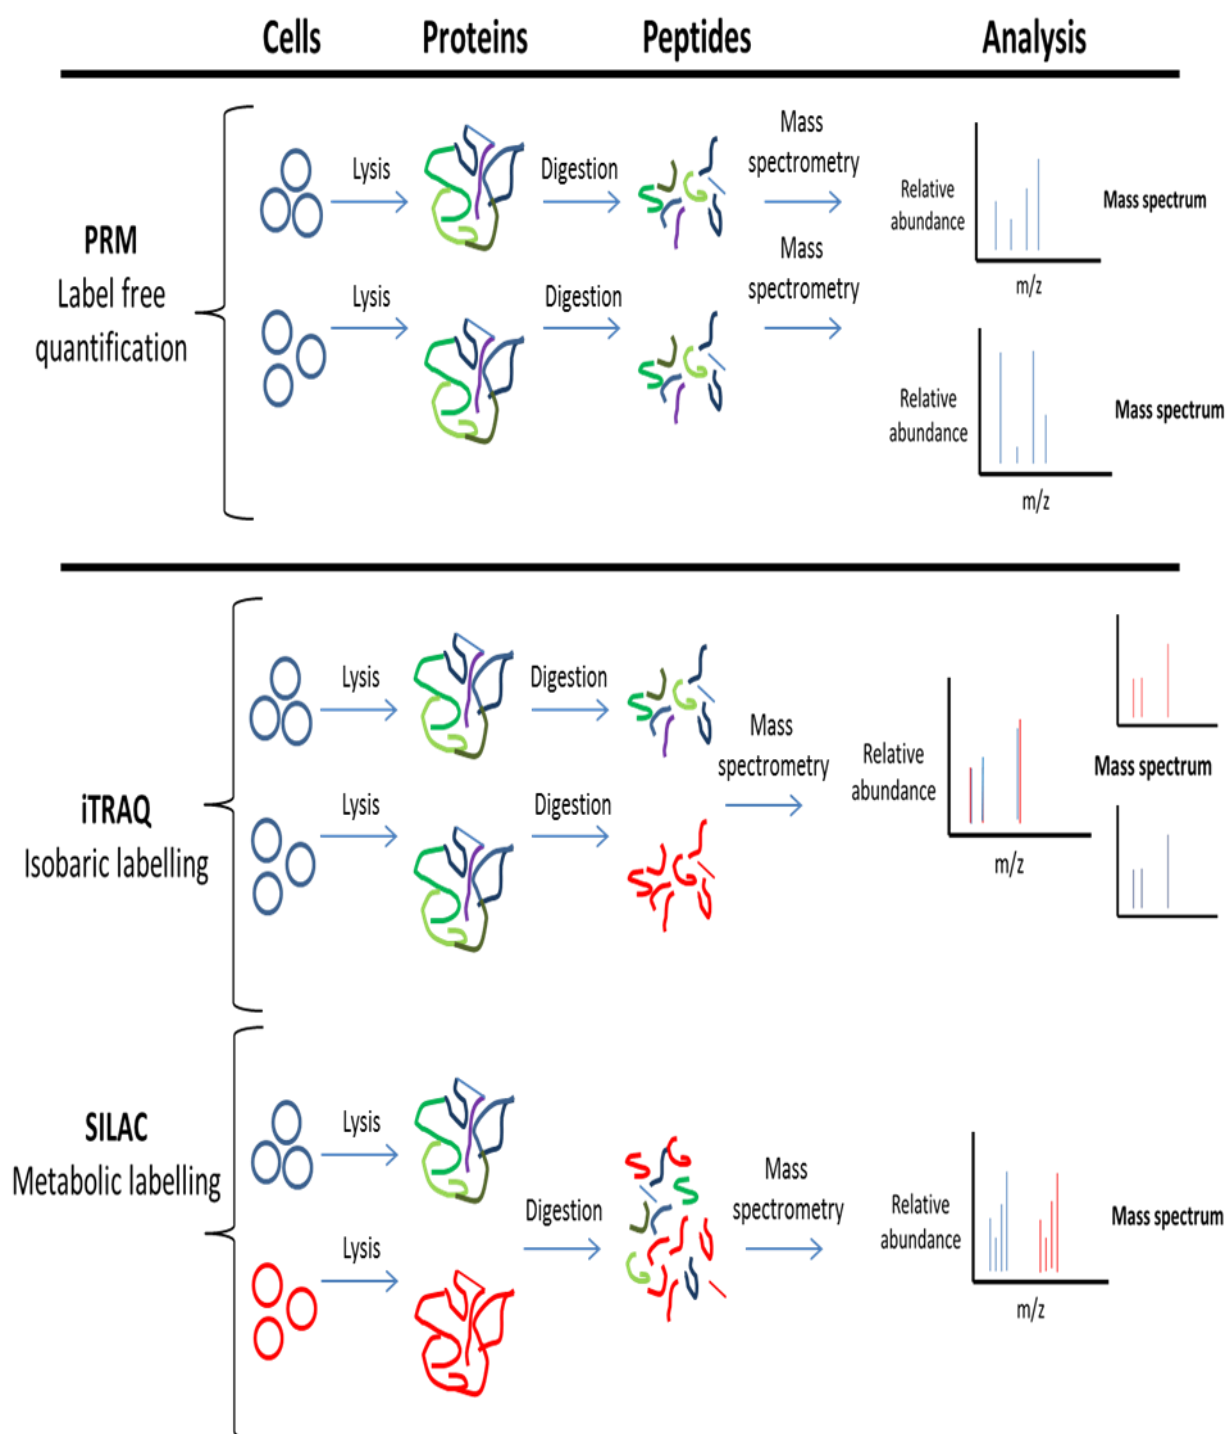 Cells Proteins Peptides Analysis
PRM
Label free
quantification
Lysis
Digestion
Mass
spectrometry
Relative
abundance
m/z
Mass spectrum
Lysis
Digestion
Mass
spectrometry
Relative
abundance
m/z
Mass spectrum
iTRAQ
Isobaric labelling
Lysis
Digestion
Lysis
Digestion
Mass
spectrometry
Relative
abundance
m/z
Mass spectrum
SILAC
Metabolic labelling
Lysis
Lysis
Digestion
Mass
spectrometry
Relative
abundance
m/z
Mass spectrum